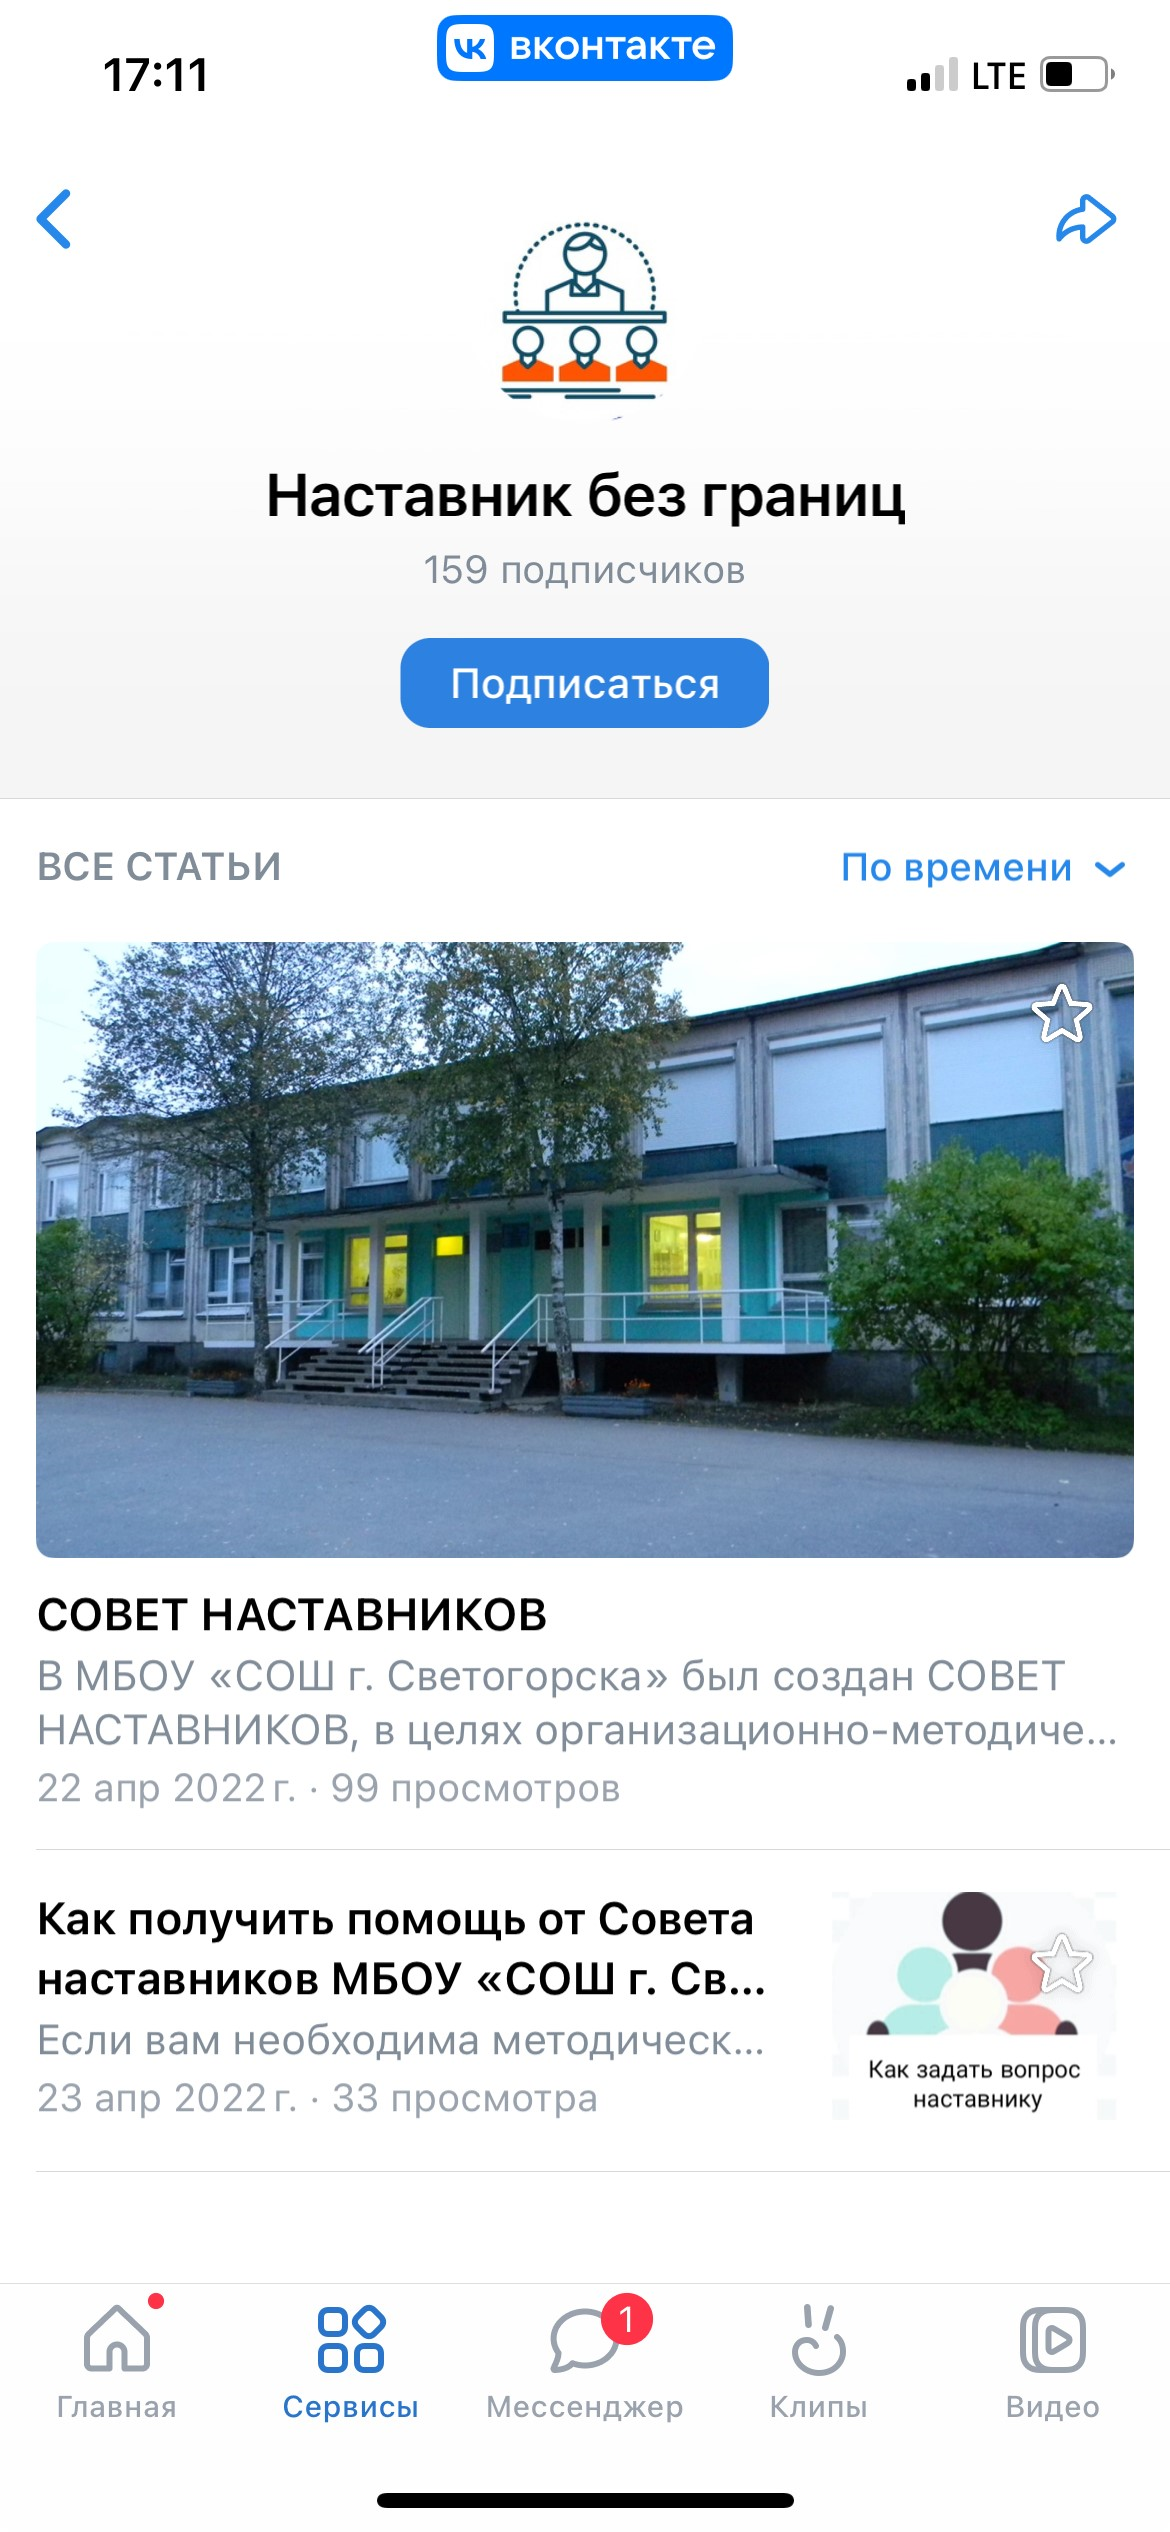 17:11
вконтакте
LTE
Наставник без границ
159 подписчиков
Подписаться
ВСЕ СТАТЬИ
По времени
СОВЕТ НАСТАВНИКОВ
В МБОУ «СОШ г. Светогорска» был создан СОВЕТ
НАСТАВНИКОВ, в целях организационно-методиче...
22 апр 2022 г. · 99 просмотров
Как получить помощь от Совета
наставников МБОУ «СОШ г. Св...
Если вам необходима методическ...
23 апр 2022 г. · 33 просмотра
Как задать вопрос
наставнику
1
Главная
Сервисы
Мессенджер
Клипы
Видео